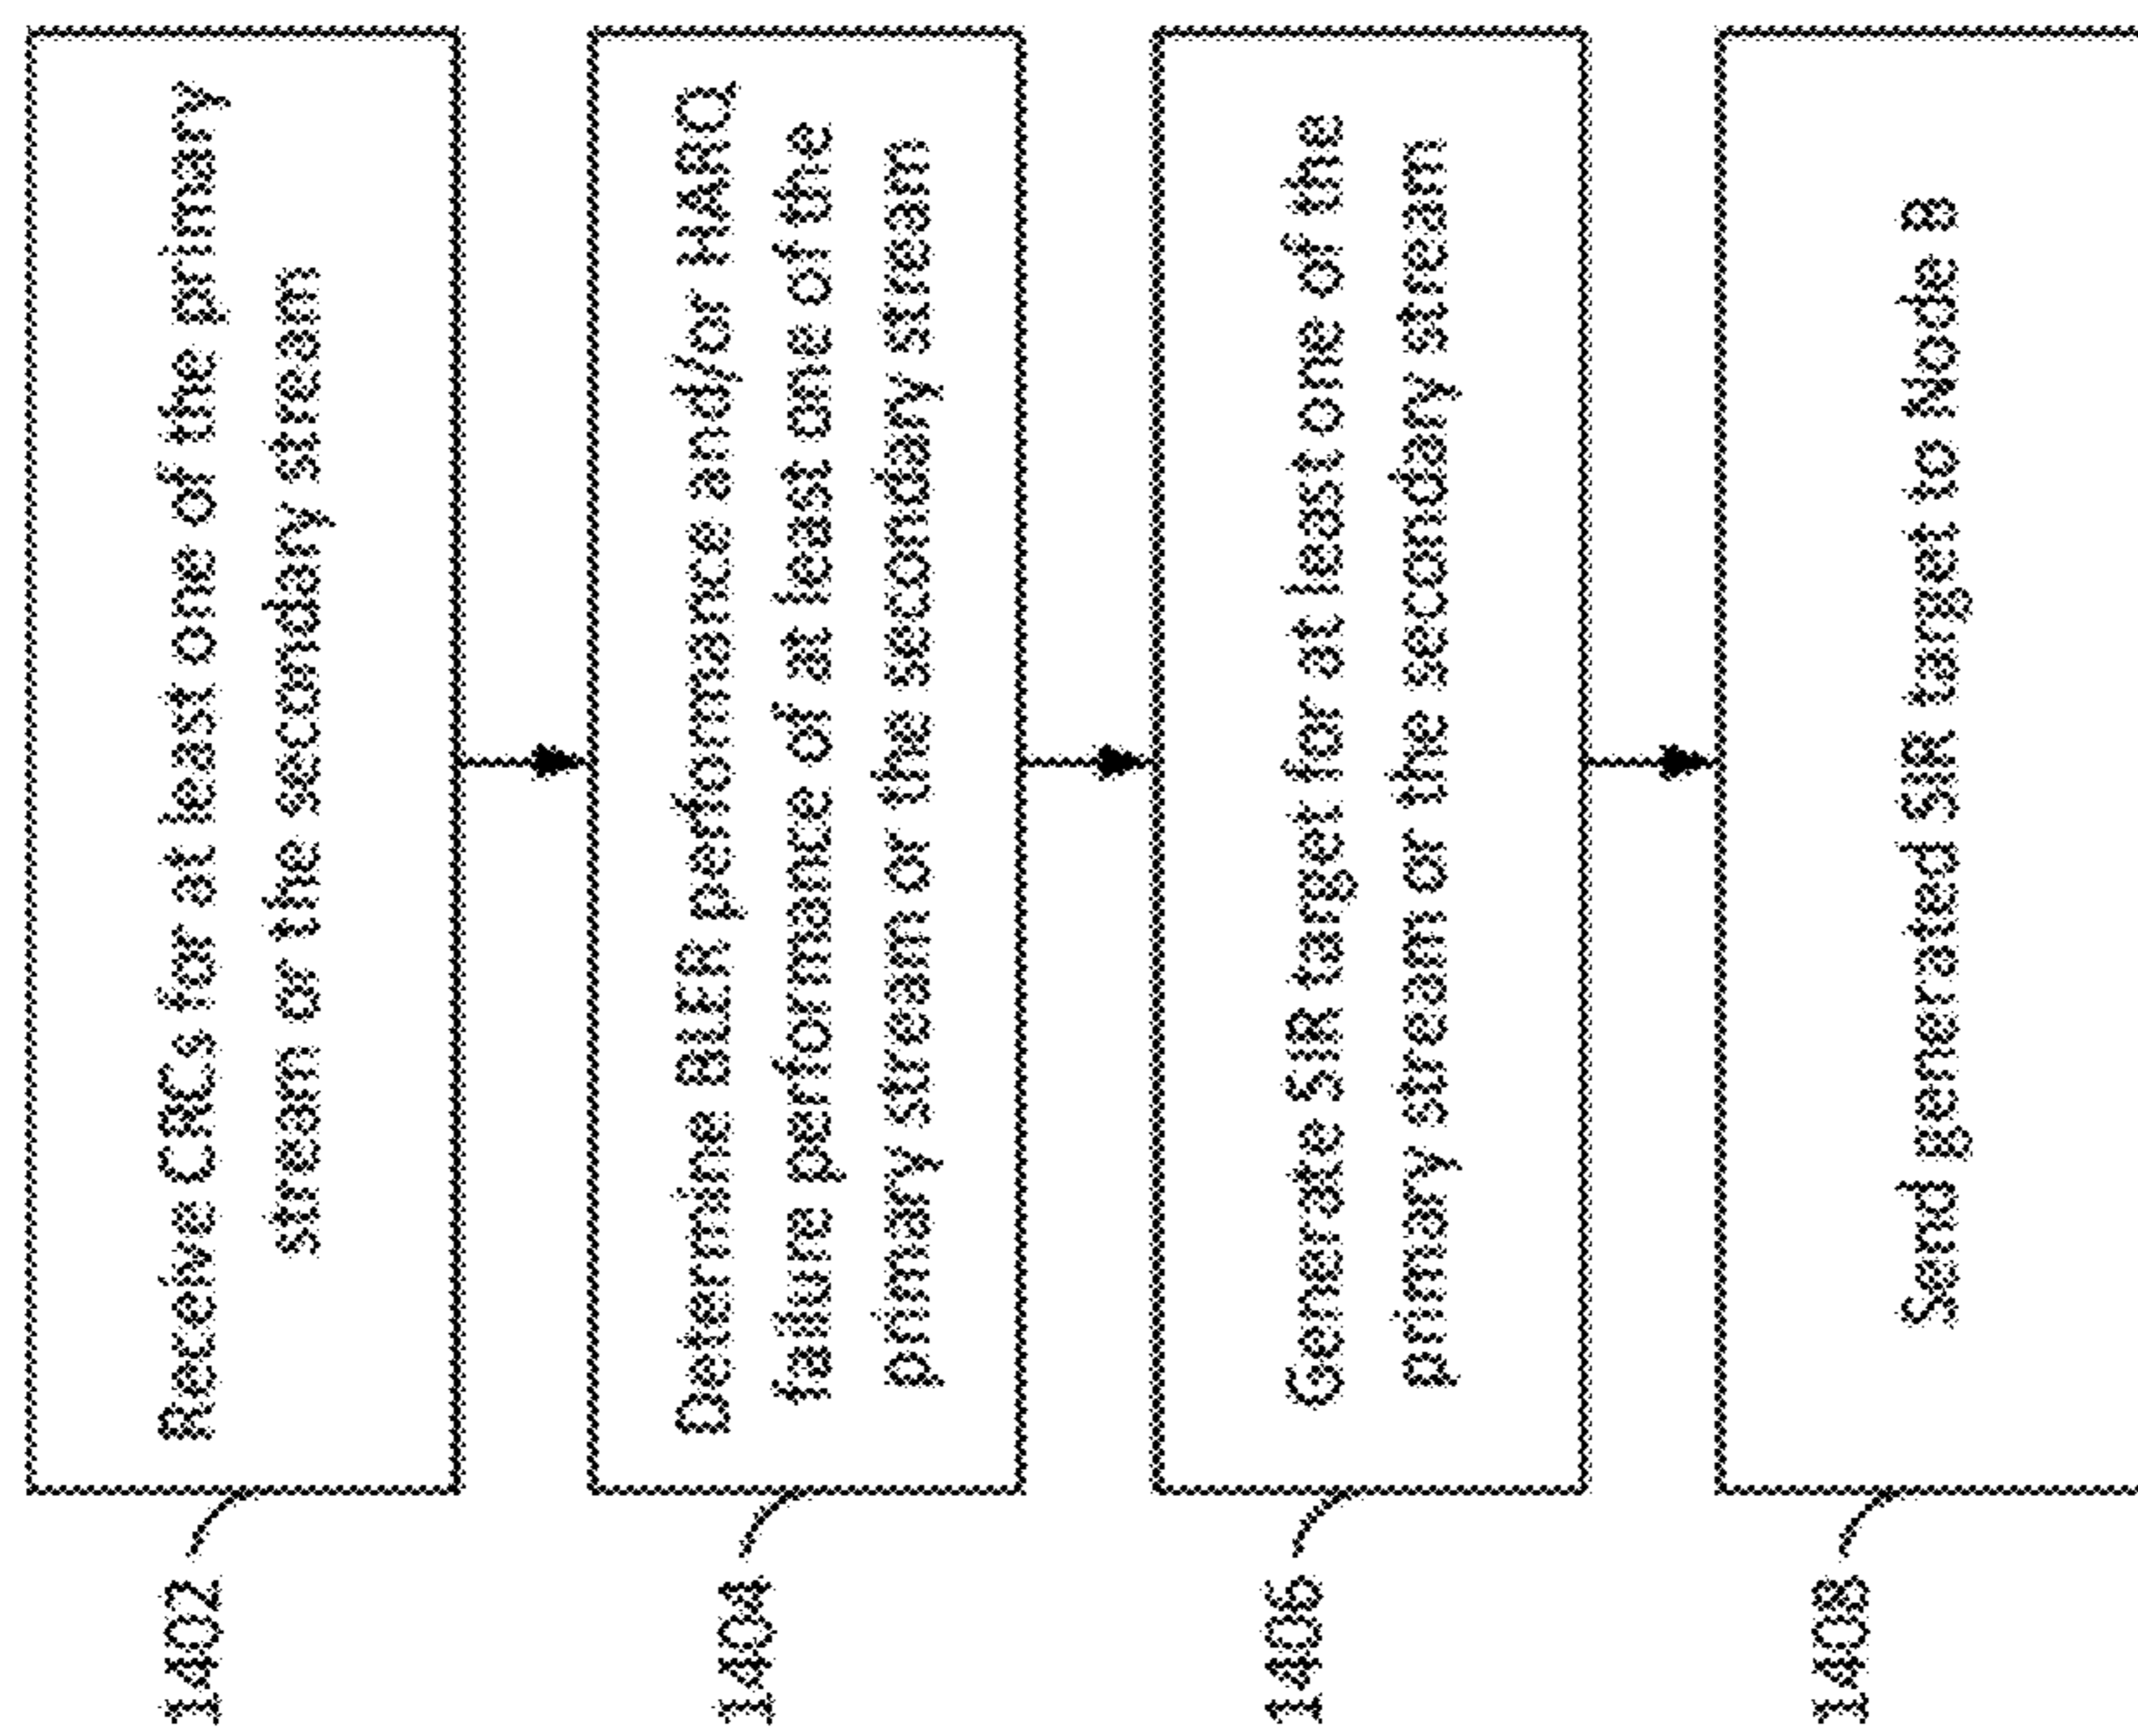 1402
Receive CRCs for at least one of the primary
stream or the secondary stream
1404
Determine BLER performance and/or HARQ
failure performance of at least one of the
primary stream or the secondary stream
1406
Generate SIR target for at least one of the
primary stream or the secondary stream
1408
Send generated SIR target to Node B